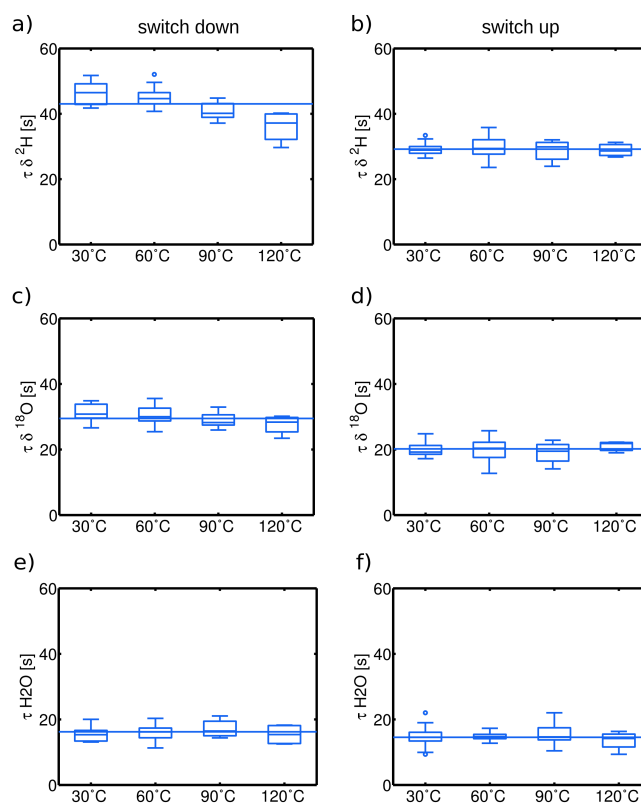 a) switch down
b) switch up
60
40
20
0
τ δ ²H [s]
30°C 60°C 90°C 120°C
60
40
20
0
τ δ ²H [s]
30°C 60°C 90°C 120°C
c)
d)
60
40
20
0
τ δ ¹⁸O [s]
30°C 60°C 90°C 120°C
60
40
20
0
τ δ ¹⁸O [s]
30°C 60°C 90°C 120°C
e)
f)
60
40
20
0
τ H2O [s]
30°C 60°C 90°C 120°C
60
40
20
0
τ H2O [s]
30°C 60°C 90°C 120°C